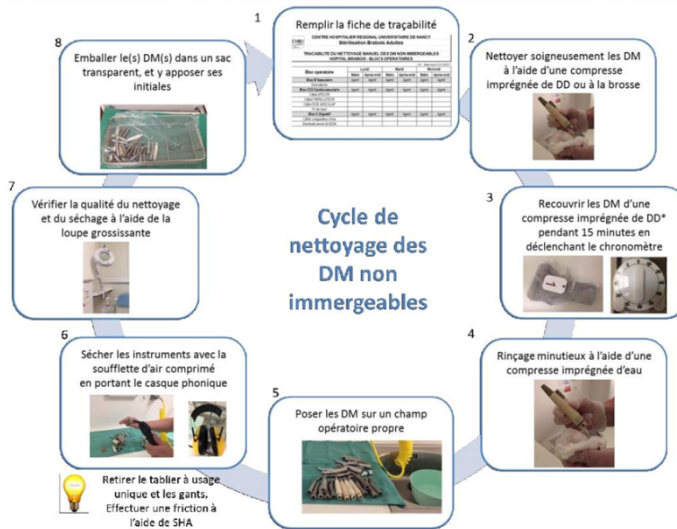 1
Remplir la fiche de traçabilité
CENTRE HOSPITALIER REGIONAL UNIVERSITAIRE DE NANCY
Stérilisation Brabois Adultes
TRACABILITE DU NETTOYAGE MANUEL DES DM NON IMMERGEABLES
HOPITAL BRABOIS - BLOCS OPERATOIRES
Bloc opératoire
Lundi Mardi Mercredi
Matin Après-midi Matin Après-midi Matin Après-midi
2
Nettoyer soigneusement les DM
à l'aide d'une compresse
imprégnée de DD ou à la brosse
3
Recouvrir les DM d'une
compresse imprégnée de DD*
pendant 15 minutes en
déclenchant le chronomètre
4
Rinçage minutieux à l'aide d'une
compresse imprégnée d'eau
5
Poser les DM sur un champ
opératoire propre
6
Sécher les instruments avec la
soufflette d'air comprimé
en portant le casque phonique
Retirer le tablier à usage
unique et les gants,
Effectuer une friction à
l'aide de SHA
7
Vérifier la qualité du nettoyage
et du séchage à l'aide de la
loupe grossissante
8
Emballer le(s) DM(s) dans un sac
transparent, et y apposer ses
initiales
Cycle de
nettoyage des
DM non
immergeables